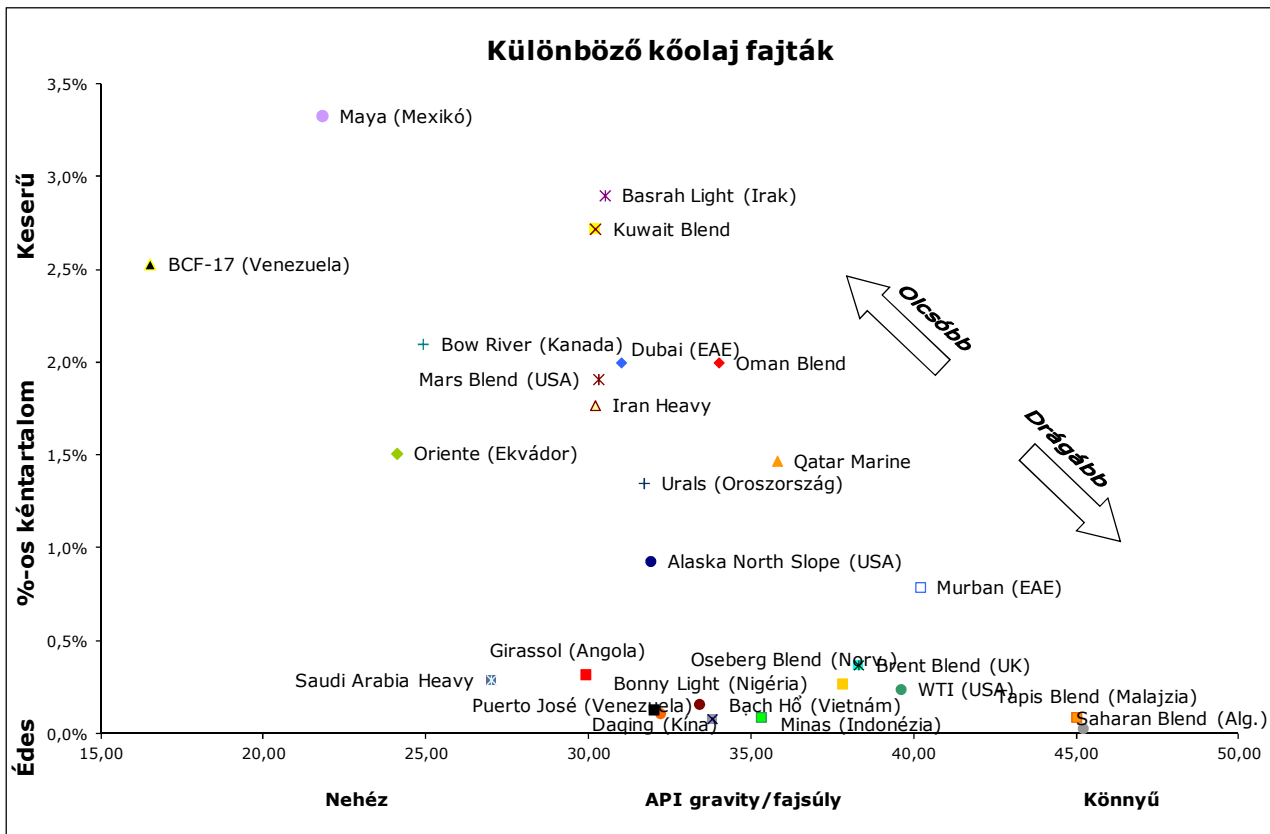 Különböző kőolaj fajták
3,5%
Maya (Mexikó)
Keserű
3,0%
Basrah Light (Irak)
Kuwait Blend
BCF-17 (Venezuela)
2,5%
Olcsóbb
Bow River (Kanada)
Dubai (EAE)
Oman Blend
2,0%
Mars Blend (USA)
Iran Heavy
%-os kéntartalom
Drágább
Oriente (Ekvádor)
1,5%
Qatar Marine
Urals (Oroszország)
1,0%
Alaska North Slope (USA)
Murban (EAE)
0,5%
Girassol (Angola)
Oseberg Blend (Norv.)
Brent Blend (UK)
Saudi Arabia Heavy
Bonny Light (Nigéria)
WTI (USA)
Tapis Blend (Malajzia)
Puerto José (Venezuela)
Bach Hổ (Vietnám)
Saharan Blend (Alg.)
Daging (Kína)
Minas (Indonézia)
Édes
0,0%
15,00 20,00 25,00 30,00 35,00 40,00 45,00 50,00
Nehéz API gravity/fajsúly Könnyű